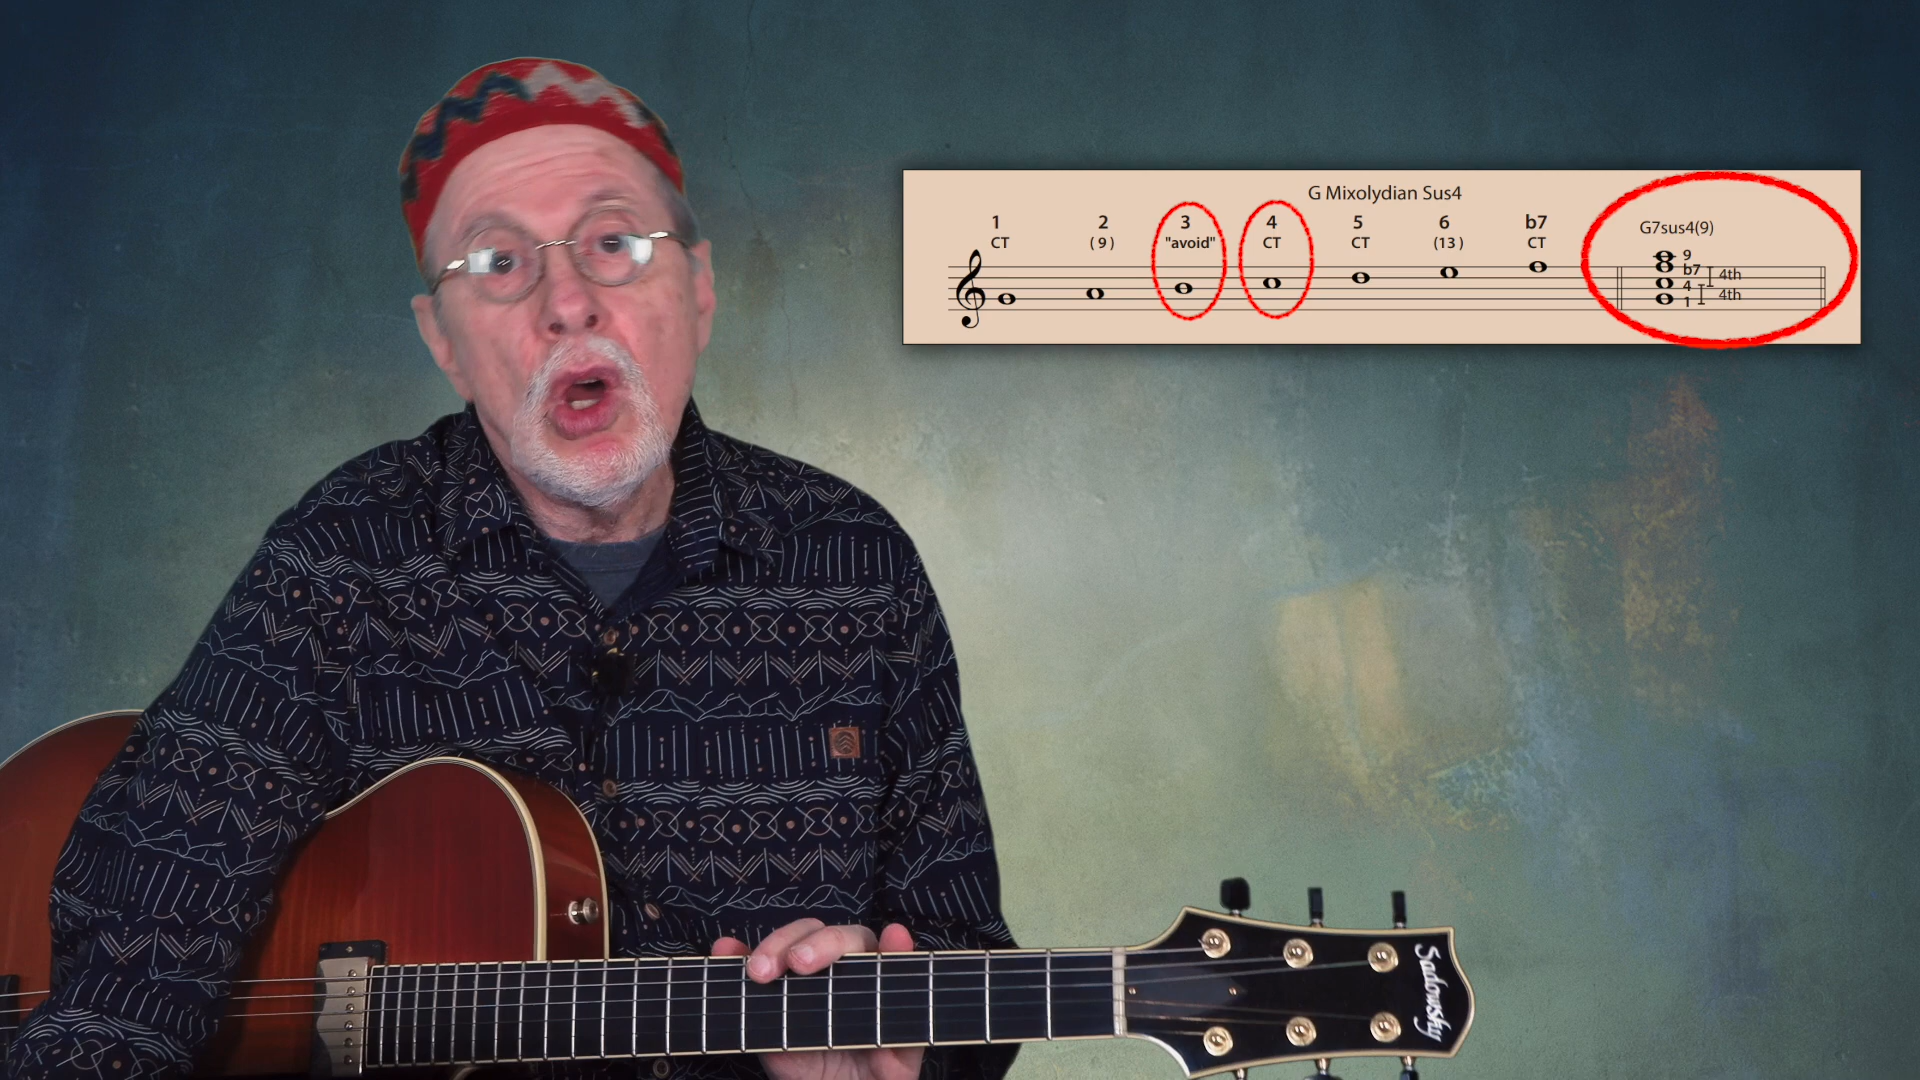 G Mixolydian Sus4
1 2 3 4 5 6 b7
CT ( 9 ) "avoid" CT CT (13 ) CT
G7sus4(9)
9
b7
4th
4
4th
1
Sadowsky